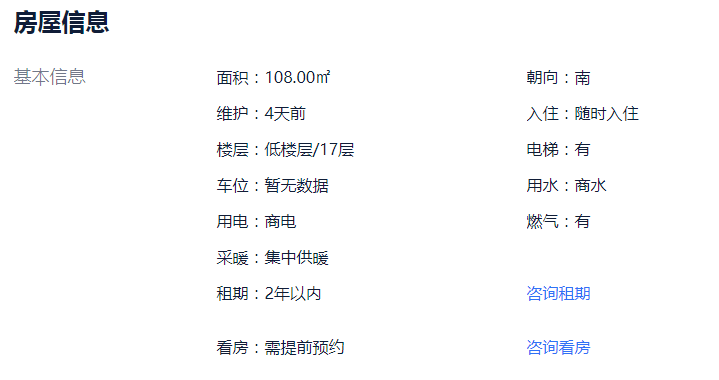 房屋信息
基本信息
面积：108.00㎡ 朝向：南
维护：4天前 入住：随时入住
楼层：低楼层/17层 电梯：有
车位：暂无数据 用水：商水
用电：商电 燃气：有
采暖：集中供暖
租期：2年以内 咨询租期
看房：需提前预约 咨询看房